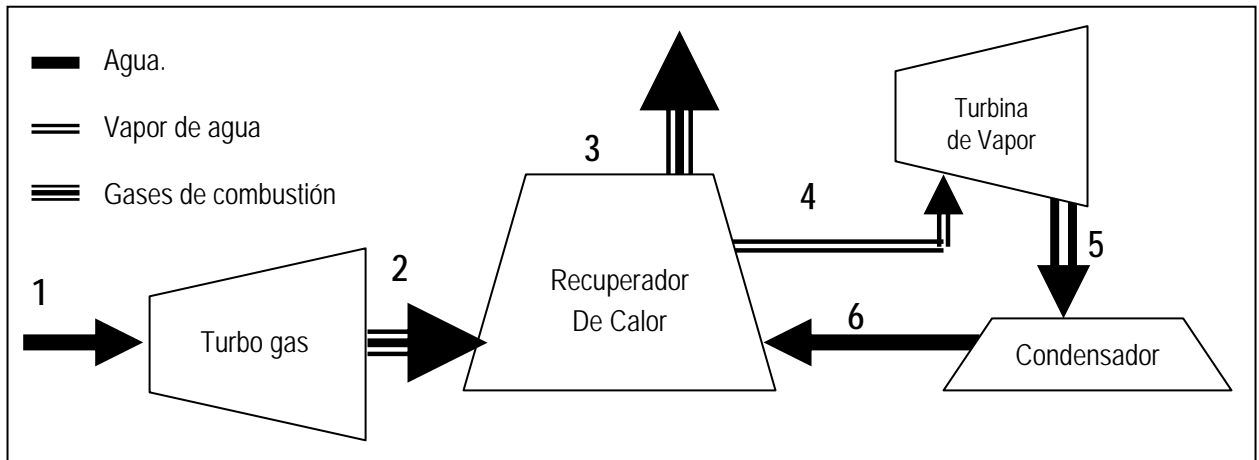 Agua.
Vapor de agua
Gases de combustión
1
Turbo gas
2
3
Recuperador
De Calor
4
Turbina
de Vapor
5
6
Condensador